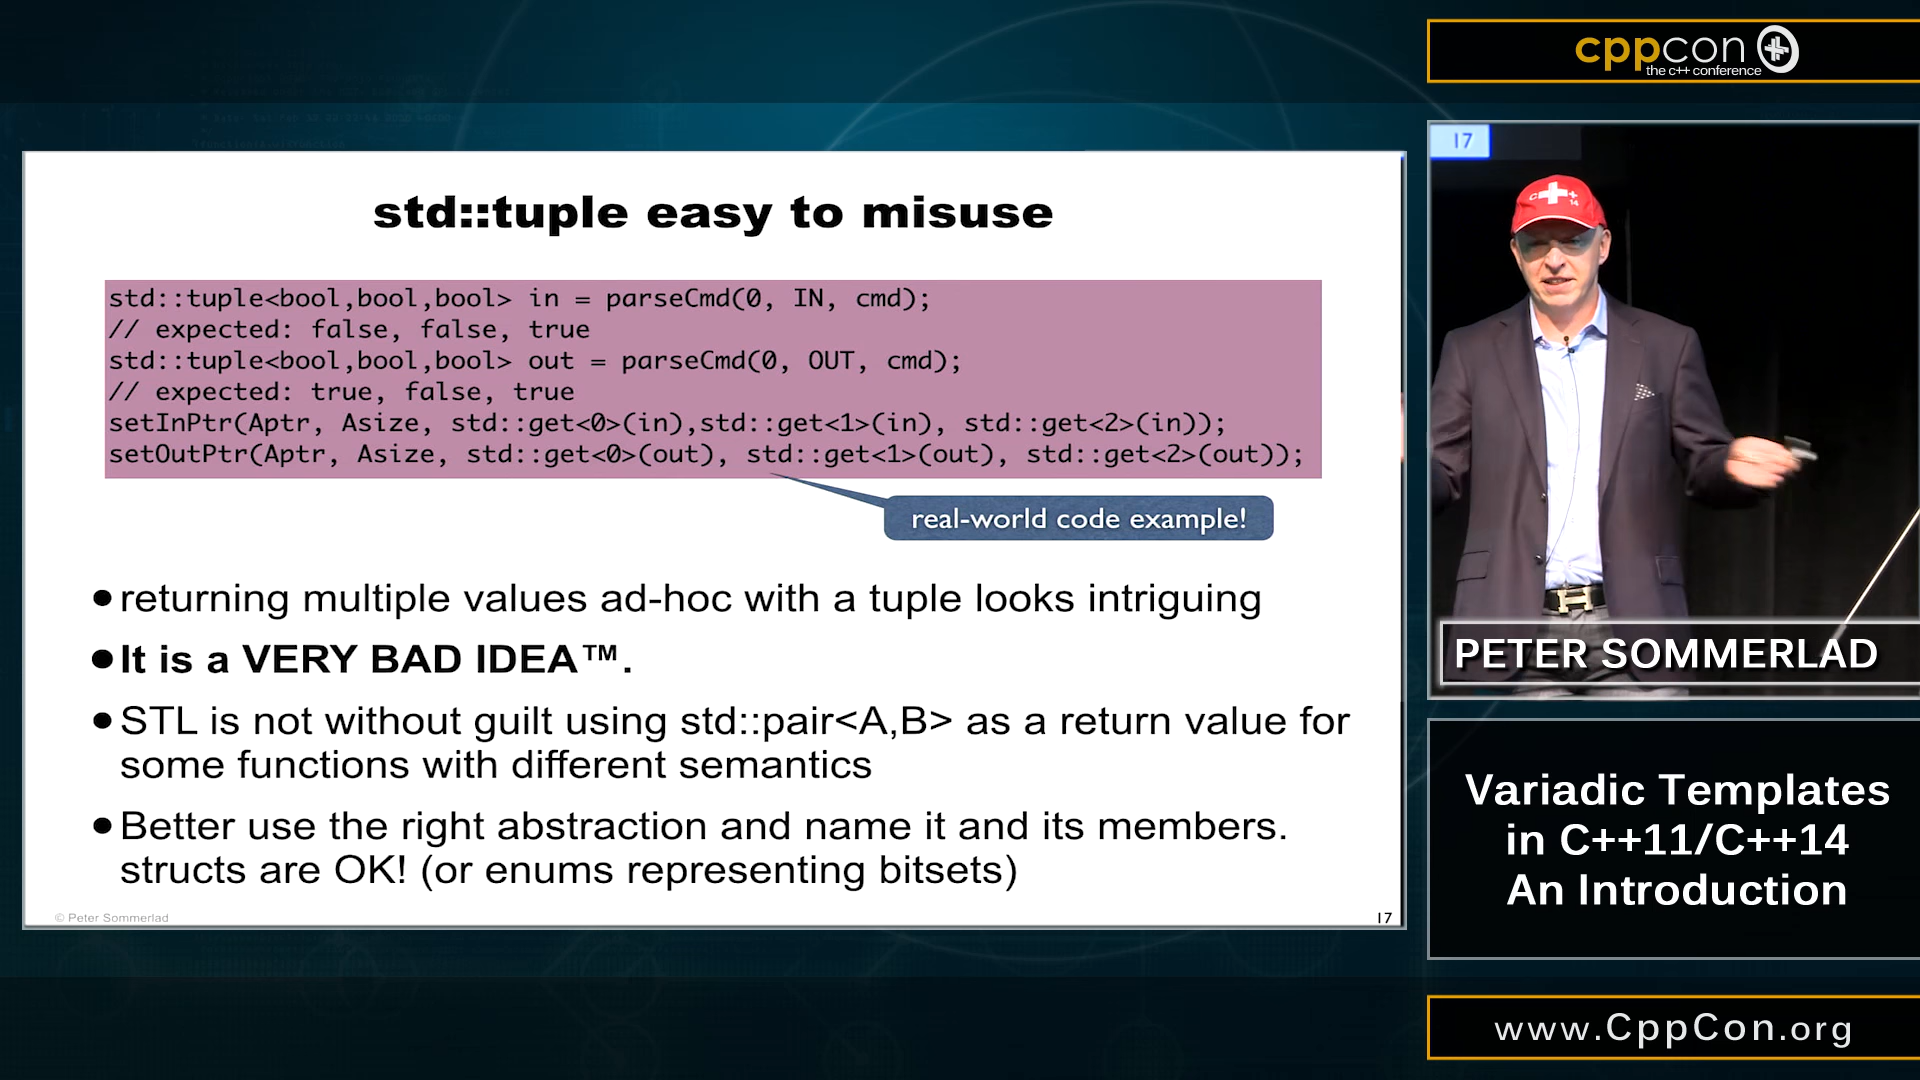 cppcon
the c++ conference
17
C++
14
std::tuple easy to misuse
std::tuple<bool,bool,bool> in = parseCmd(0, IN, cmd);
// expected: false, false, true
std::tuple<bool,bool,bool> out = parseCmd(0, OUT, cmd);
// expected: true, false, true
setInPtr(Aptr, Asize, std::get<0>(in),std::get<1>(in), std::get<2>(in));
setOutPtr(Aptr, Asize, std::get<0>(out), std::get<1>(out), std::get<2>(out));
real-world code example!
•returning multiple values ad-hoc with a tuple looks intriguing
•It is a VERY BAD IDEA™.
•STL is not without guilt using std::pair<A,B> as a return value for
some functions with different semantics
•Better use the right abstraction and name it and its members.
structs are OK! (or enums representing bitsets)
© Peter Sommerlad
17
PETER SOMMERLAD
Variadic Templates
in C++11/C++14
An Introduction
www.CppCon.org